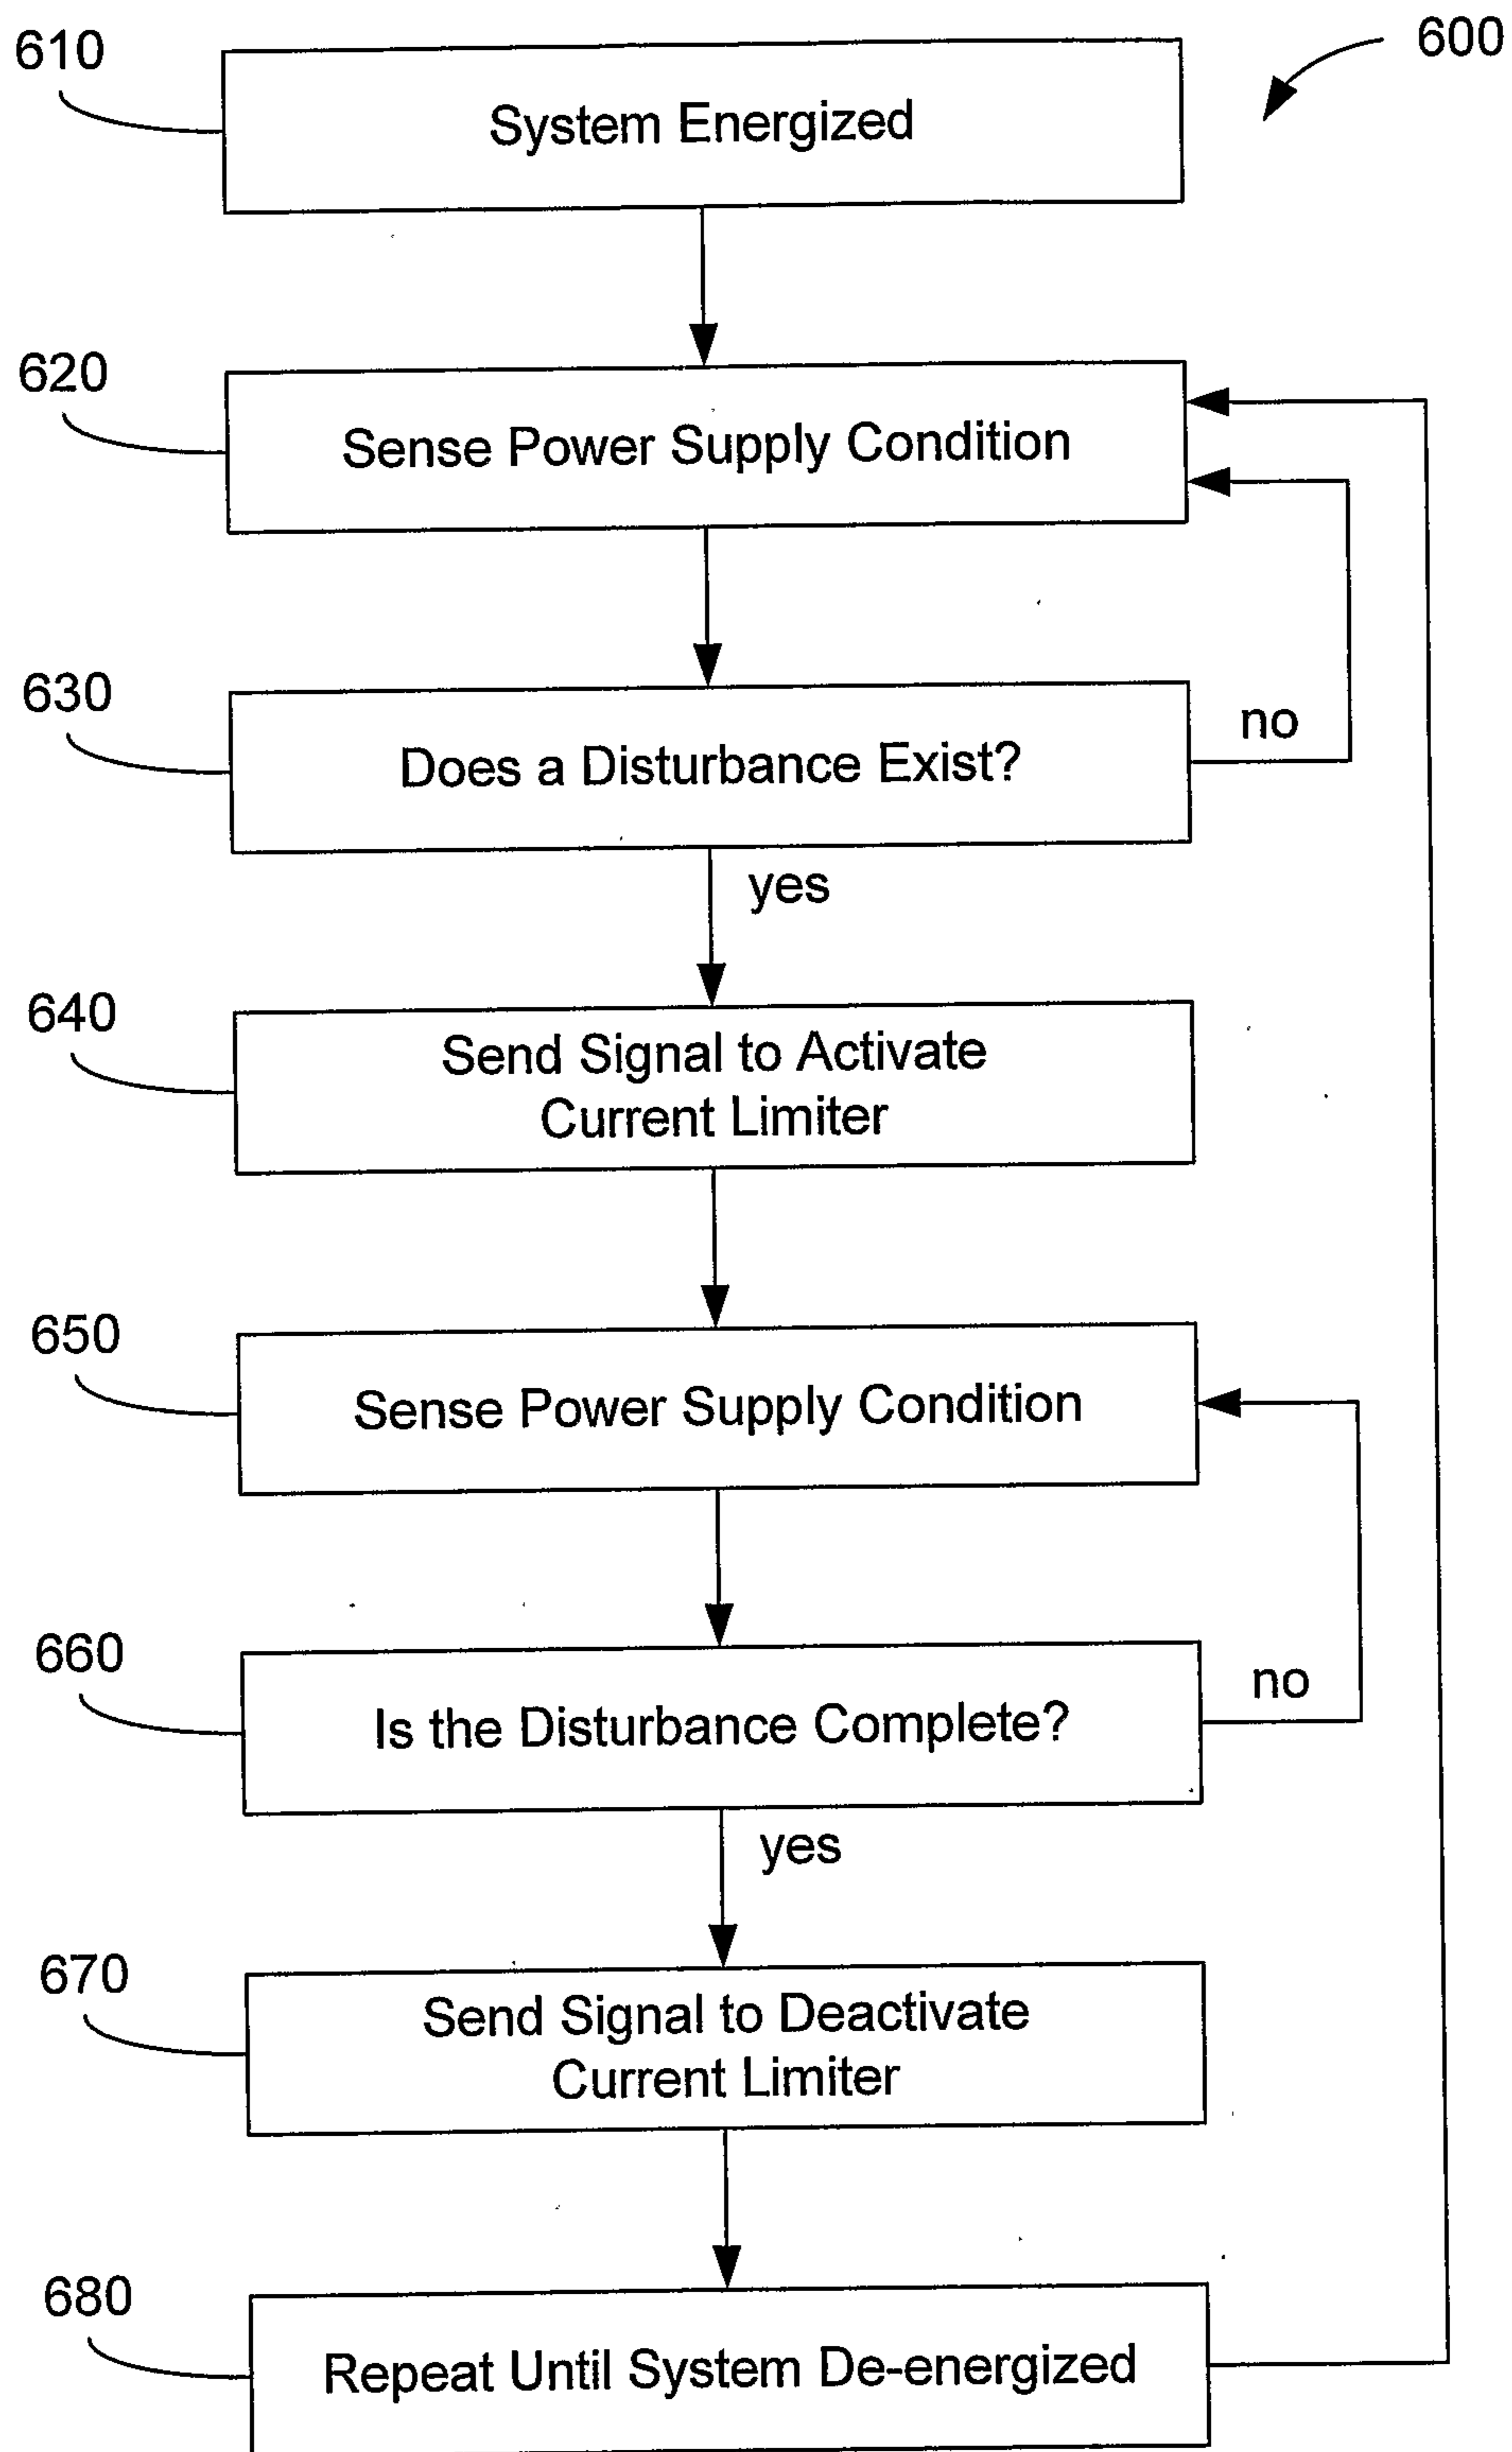 600
610
System Energized
620
Sense Power Supply Condition
630
Does a Disturbance Exist?
no
yes
640
Send Signal to Activate
Current Limiter
650
Sense Power Supply Condition
660
Is the Disturbance Complete?
no
yes
670
Send Signal to Deactivate
Current Limiter
680
Repeat Until System De-energized